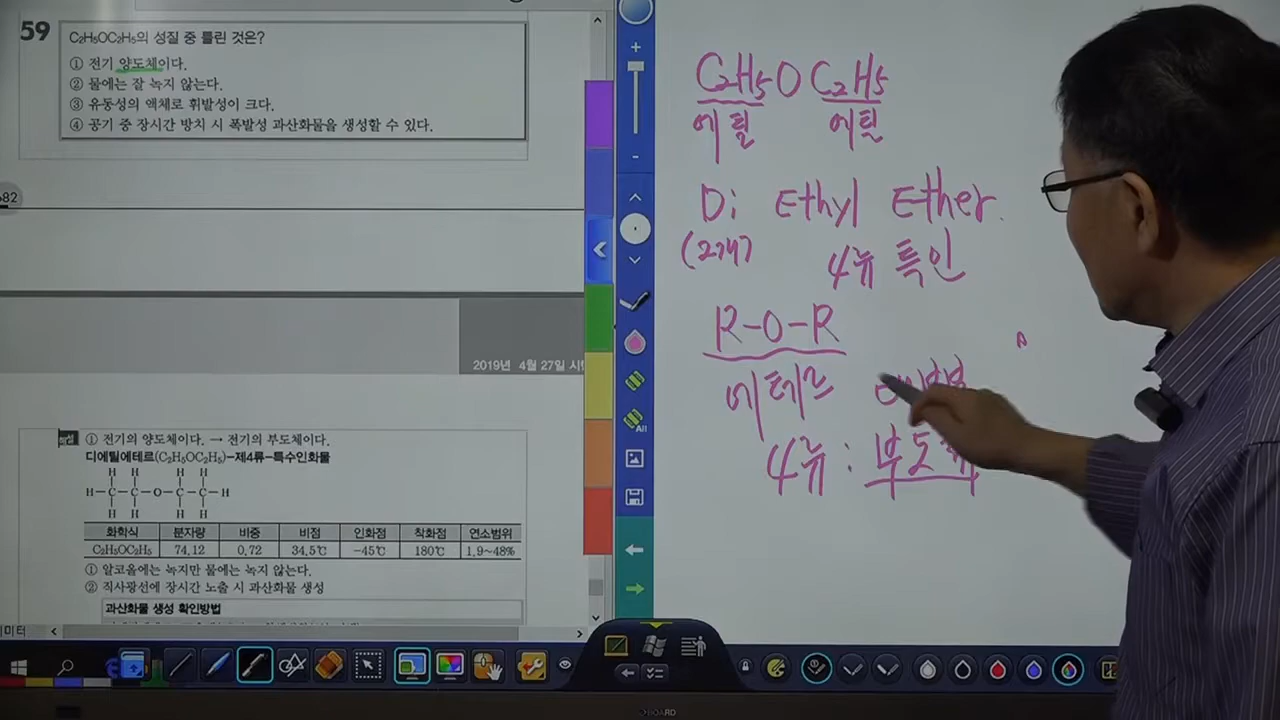 59
C₂H₅OC₂H₅의 성질 중 틀린 것은?
① 전기 양도체이다.
② 물에는 잘 녹지 않는다.
③ 유동성의 액체로 휘발성이 크다.
④ 공기 중 장시간 방치 시 폭발성 과산화물을 생성할 수 있다.
682
2019년 4월 27일
① 전기의 양도체이다. → 전기의 부도체이다.
디에틸에테르(C₂H₅OC₂H₅)-제4류-특수인화물
H H H H
H-C-C-O-C-C-H
H H H H
화학식 분자량 비중 비점 인화점 착화점 연소범위
C₂H₅OC₂H₅ 74.12 0.72 34.5℃ -45℃ 180℃ 1.9~48%
① 알코올에는 녹지만 물에는 녹지 않는다.
② 직사광선에 장시간 노출 시 과산화물 생성
과산화물 생성 확인방법
미터
C₂H₅OC₂H₅
에틸 에틸
Di Ethyl Ether.
(2개)
4뉴 특인
R-O-R
에테르
4뉴 : 부도
All
BOARD